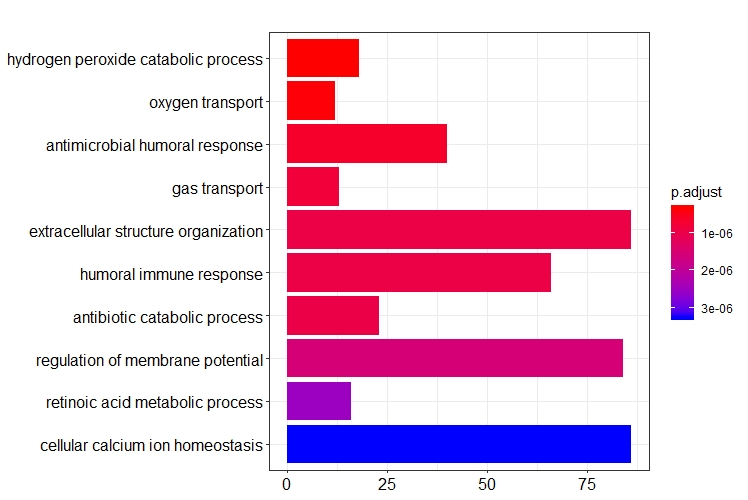 hydrogen peroxide catabolic process
oxygen transport
antimicrobial humoral response
gas transport
extracellular structure organization
humoral immune response
antibiotic catabolic process
regulation of membrane potential
retinoic acid metabolic process
cellular calcium ion homeostasis
0 25 50 75
p.adjust
1e-06
2e-06
3e-06